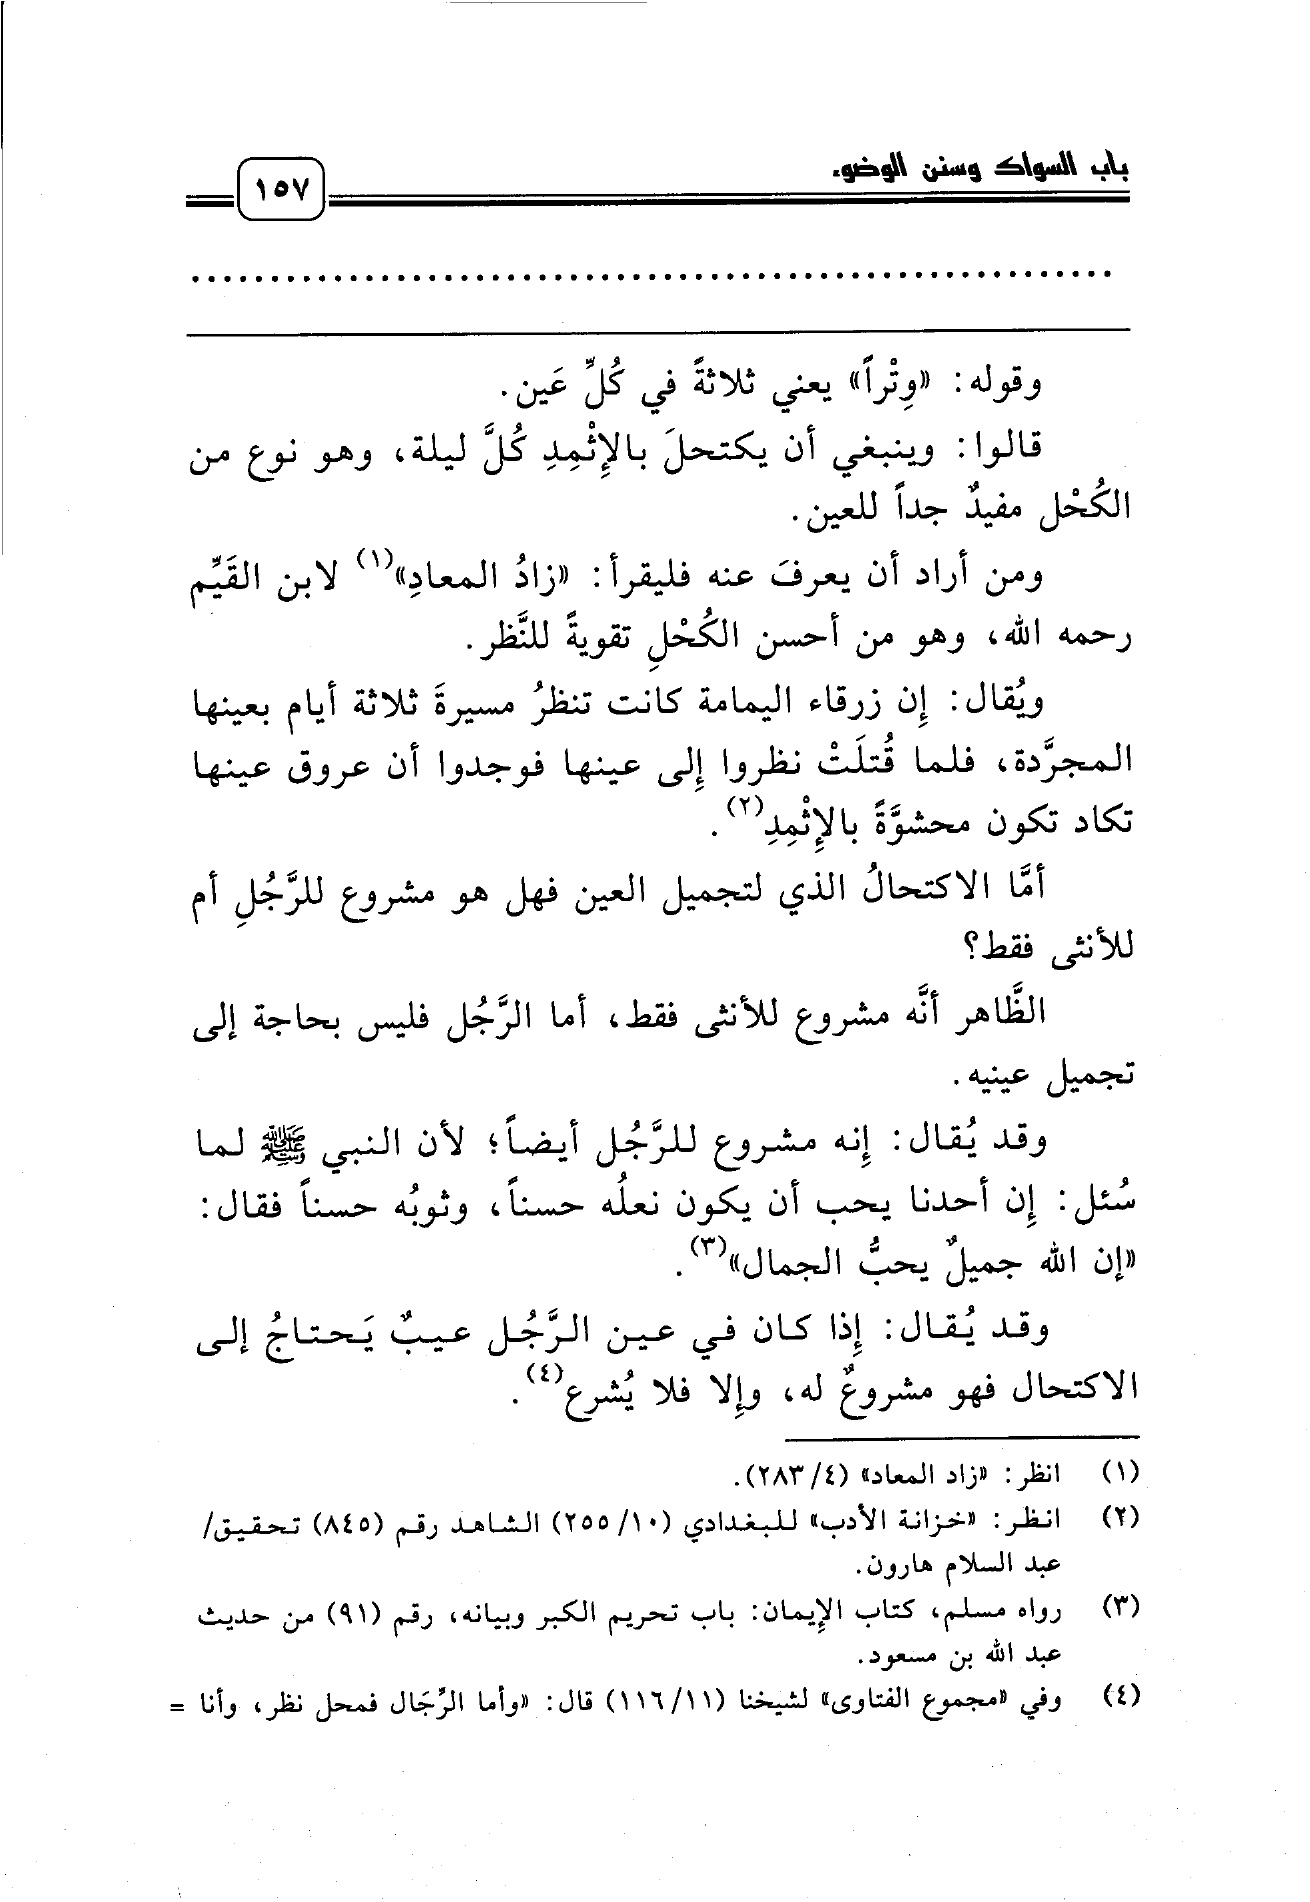 باب السواك وسنن الوضوء
١٥٧
وقوله: «وِتْراً» يعني ثلاثةً في كُلِّ عَين.
قالوا: وينبغي أن يكتحلَ بالإِثْمِدِ كُلَّ ليلة، وهو نوع من
الكُحْل مفيدٌ جداً للعين.
ومن أراد أن يعرفَ عنه فليقرأ: «زادُ المعادِ»(١) لابن القَيِّم
رحمه الله، وهو من أحسن الكُحْلِ تقويةً للنَّظر.
ويُقال: إِن زرقاء اليمامة كانت تنظرُ مسيرةَ ثلاثة أيام بعينها
المجرَّدة، فلما قُتلَتْ نظروا إِلى عينها فوجدوا أن عروق عينها
تكاد تكون محشوَّةً بالإِثْمِدِ(٢).
أمَّا الاكتحالُ الذي لتجميل العين فهل هو مشروع للرَّجُلِ أم
للأنثى فقط؟
الظَّاهر أنَّه مشروع للأنثى فقط، أما الرَّجُل فليس بحاجة إلى
تجميل عينيه.
وقد يُقال: إِنه مشروع للرَّجُل أيضاً؛ لأن النبي ﷺ لما
سُئل: إِن أحدنا يحب أن يكون نعلُه حسناً، وثوبُه حسناً فقال:
«إن الله جميلٌ يحبُّ الجمال»(٣).
وقد يُقال: إِذا كان في عين الرَّجُل عيبٌ يَحتاجُ إلى
الاكتحال فهو مشروعٌ له، وإِلا فلا يُشرع(٤).
(١) انظر: «زاد المعاد» (٤/ ٢٨٣).
(٢) انظر: «خزانة الأدب» للبغدادي (١٠/ ٢٥٥) الشاهد رقم (٨٤٥) تحقيق/
عبد السلام هارون.
(٣) رواه مسلم، كتاب الإِيمان: باب تحريم الكبر وبيانه، رقم (٩١) من حديث
عبد الله بن مسعود.
(٤) وفي «مجموع الفتاوى» لشيخنا (١١/ ١١٦) قال: «وأما الرِّجَال فمحل نظر، وأنا =